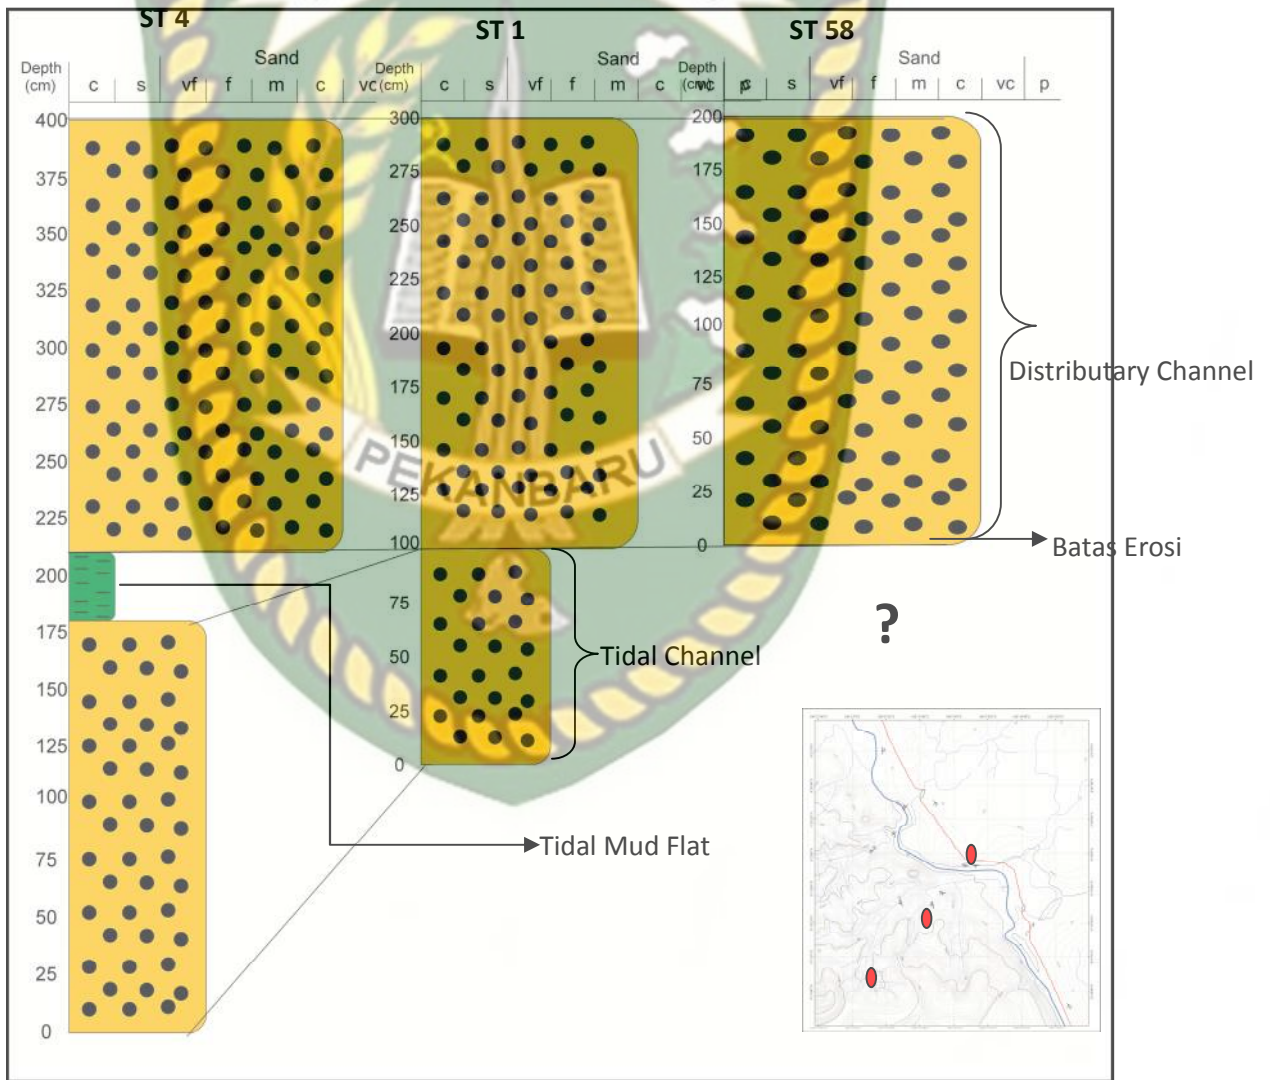 ST 4
ST 1
ST 58
Depth (cm)
Sand
c s vf f m c vc
Depth (cm)
Sand
c s vf f m c vc p
Depth (cm)
Sand
c s vf f m c vc p
400
375
350
325
300
275
250
225
200
175
150
125
100
75
50
25
0
300
275
250
225
200
175
150
125
100
75
50
25
0
200
175
150
125
100
75
50
25
0
PEKANBARU
Distributary Channel
Batas Erosi
?
Tidal Channel
Tidal Mud Flat